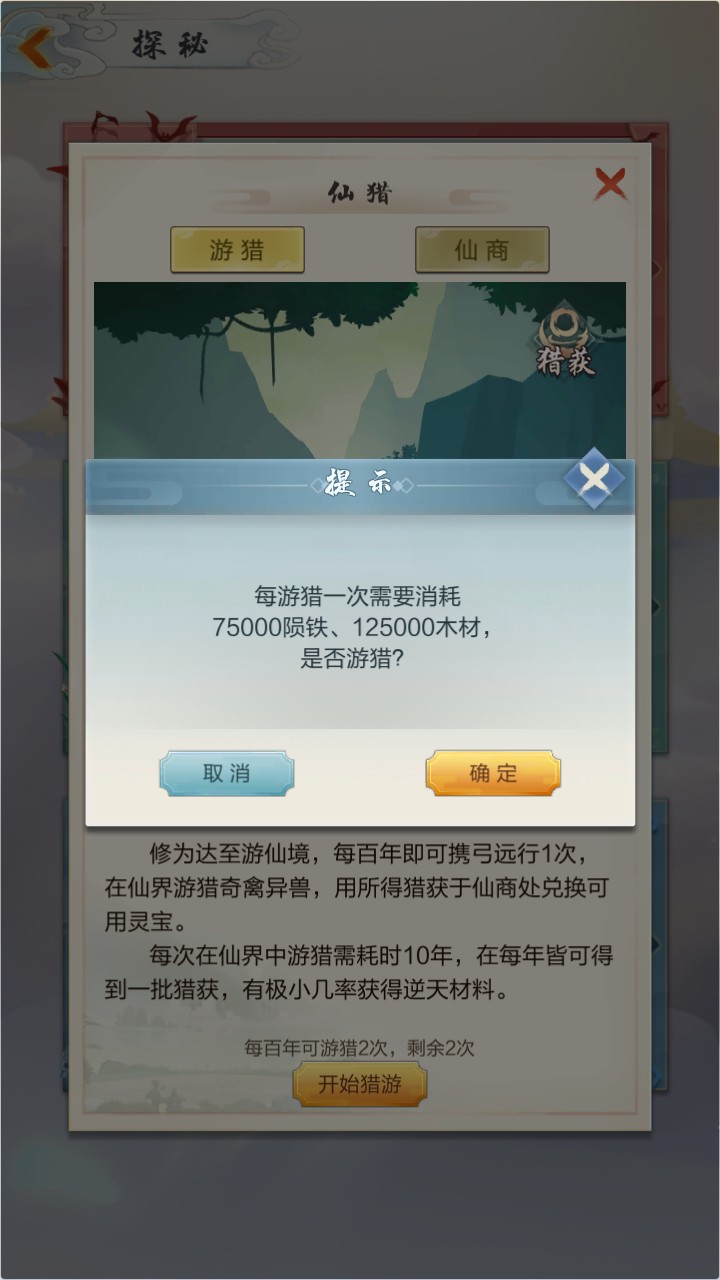 探秘
仙猎
游猎
仙商
猎获
提示
每游猎一次需要消耗
75000陨铁、125000木材，
是否游猎?
取消
确定
修为达至游仙境，每百年即可携弓远行1次，
在仙界游猎奇禽异兽，用所得猎获于仙商处兑换可
用灵宝。
每次在仙界中游猎需耗时10年，在每年皆可得
到一批猎获，有极小几率获得逆天材料。
每百年可游猎2次，剩余2次
开始猎游